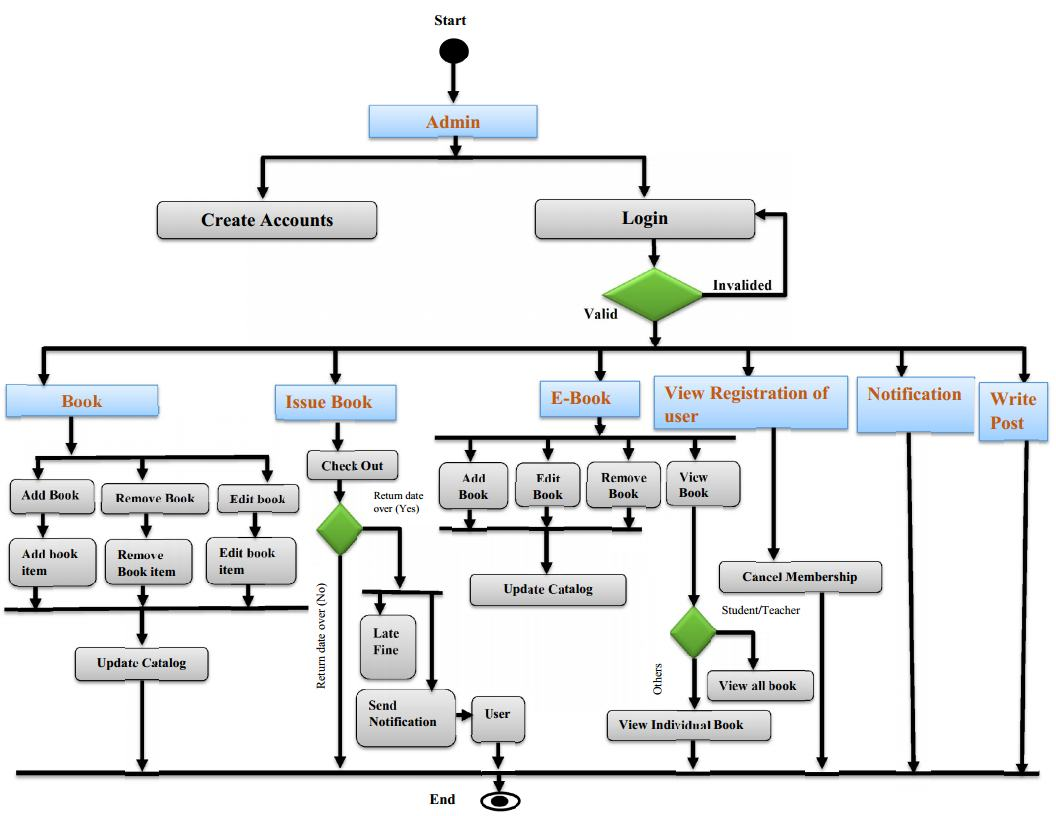 Start
Admin
Create Accounts
Login
Invalided
Valid
Book
Issue Book
E-Book
View Registration of
user
Notification
Write
Post
Check Out
Add Book
Remove Book
Edit book
Add
Book
Edit
Book
Remove
Book
View
Book
Return date
over (Yes)
Add book
item
Remove
Book item
Edit book
item
Update Catalog
Cancel Membership
Return date over (No)
Student/Teacher
Late
Fine
Others
Update Catalog
View all book
Send
Notification
User
View Individual Book
End